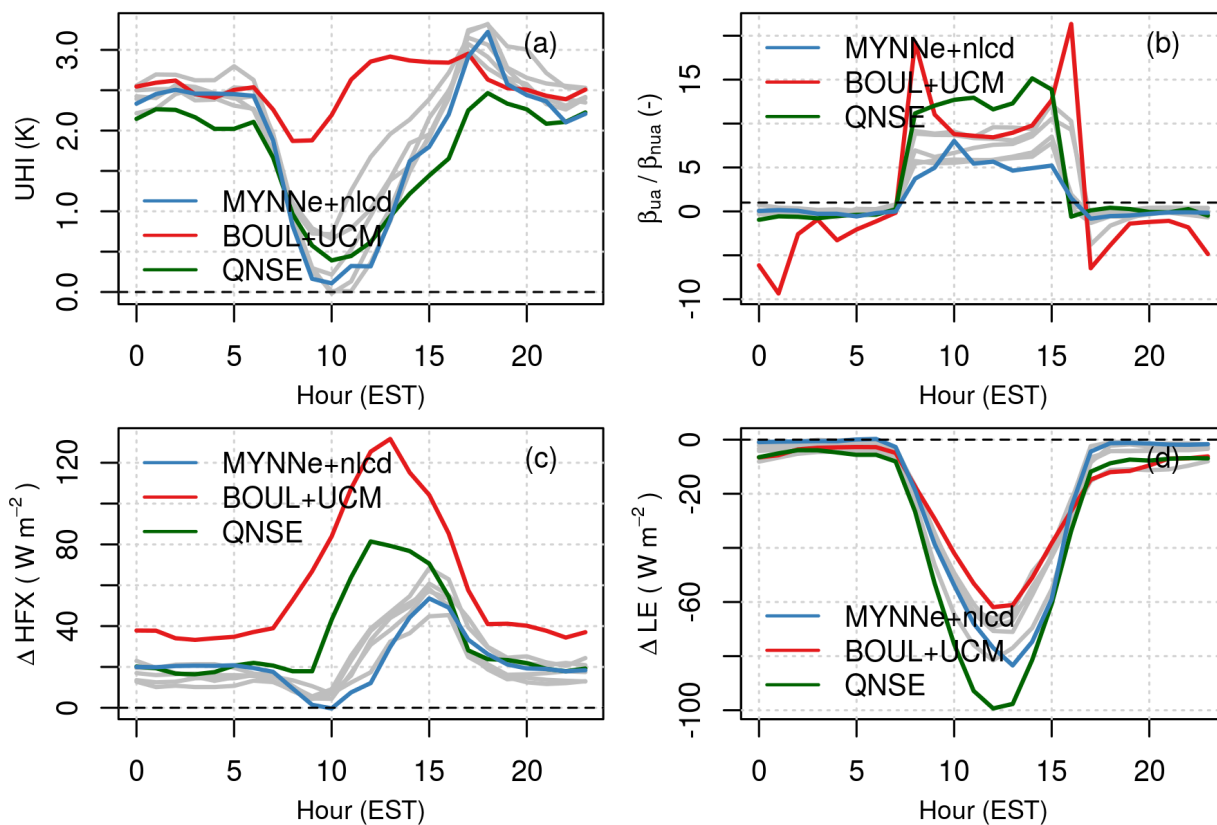 (a)
UHI (K)
3.0
2.0
1.0
0.0
MYNNe+nlcd
BOUL+UCM
QNSE
0 5 10 15 20
Hour (EST)
(b)
βua / βnua (-)
15
5
0
-10
MYNNe+nlcd
BOUL+UCM
QNSE
0 5 10 15 20
Hour (EST)
(c)
Δ HFX ( W m⁻²)
120
80
40
0
MYNNe+nlcd
BOUL+UCM
QNSE
0 5 10 15 20
Hour (EST)
(d)
Δ LE ( W m⁻²)
0
-20
-60
-100
MYNNe+nlcd
BOUL+UCM
QNSE
0 5 10 15 20
Hour (EST)